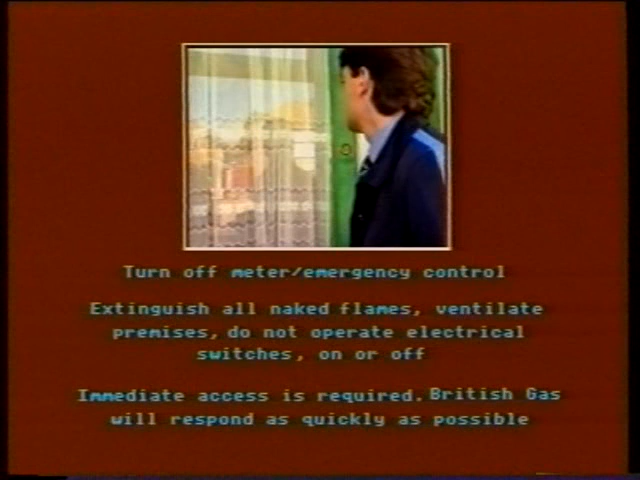 Turn off meter/emergency control
Extinguish all naked flames, ventilate
premises, do not operate electrical
switches, on or off
Immediate access is required. British Gas
will respond as quickly as possible